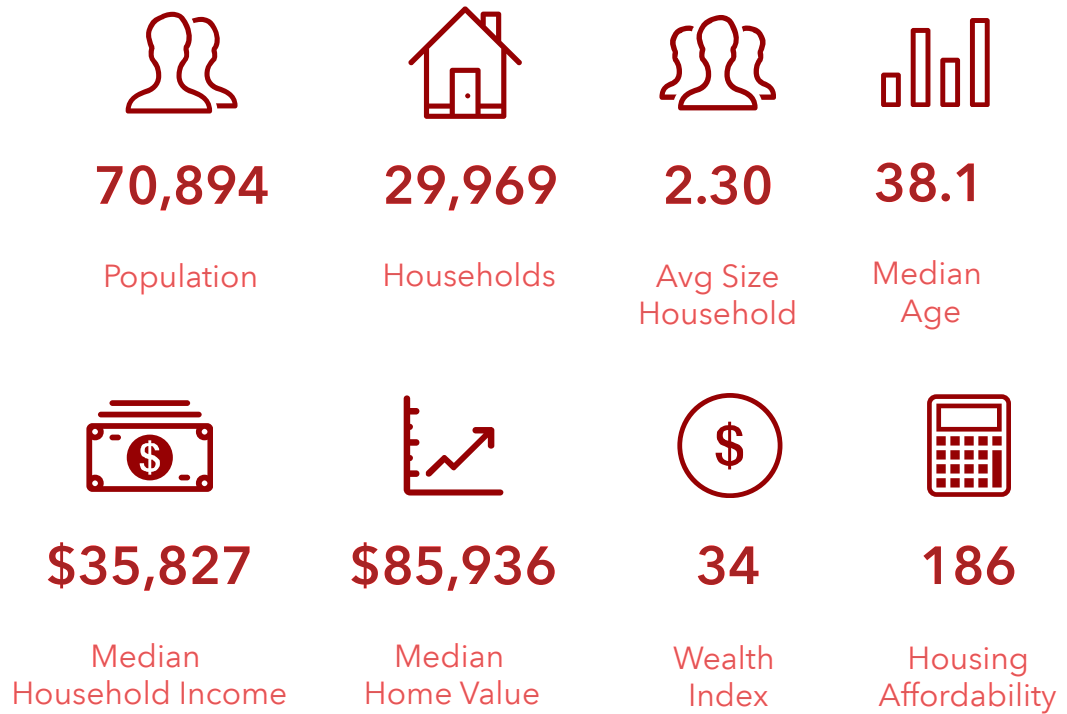 70,894
29,969
2.30
38.1
Population
Households
Avg Size
Household
Median
Age
$
$
$35,827
$85,936
34
186
Median
Household Income
Median
Home Value
Wealth
Index
Housing
Affordability